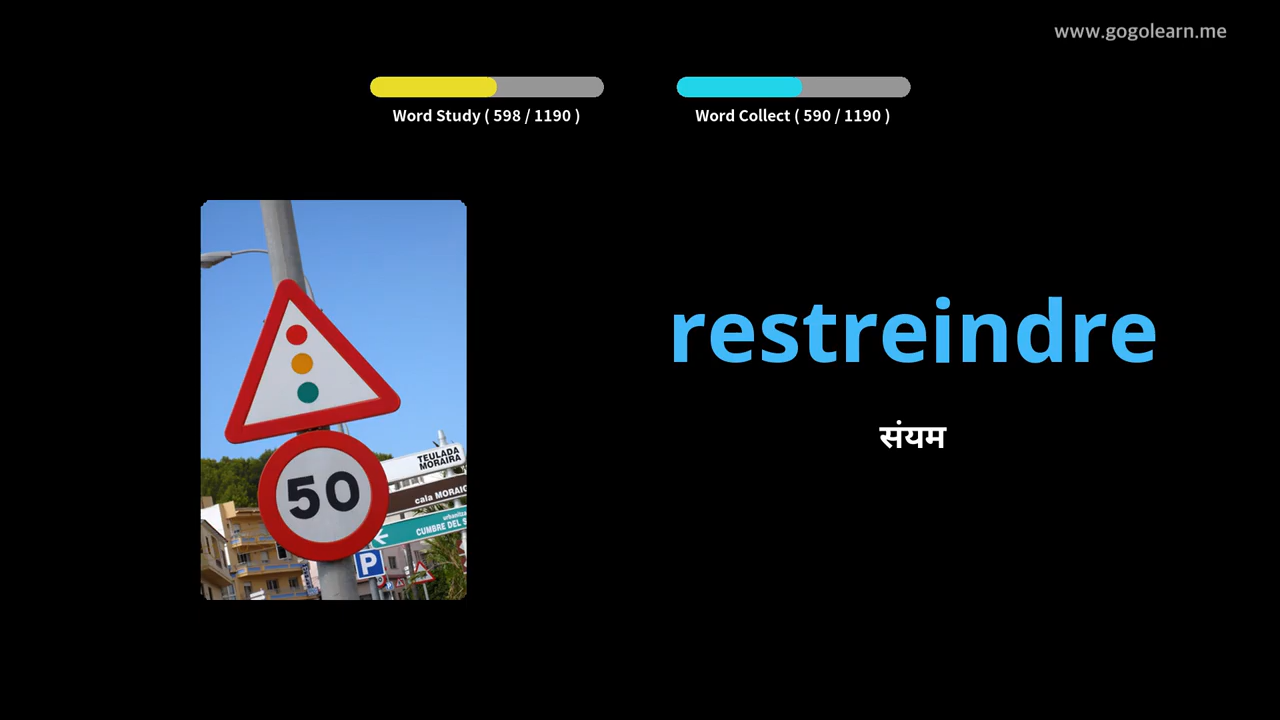 www.gogolearn.me
Word Study ( 598 / 1190 )
Word Collect ( 590 / 1190 )
restreindre
संयम
50
TEULADA
MORAIRA
cala MORAIG
CUMBRE DEL S
P